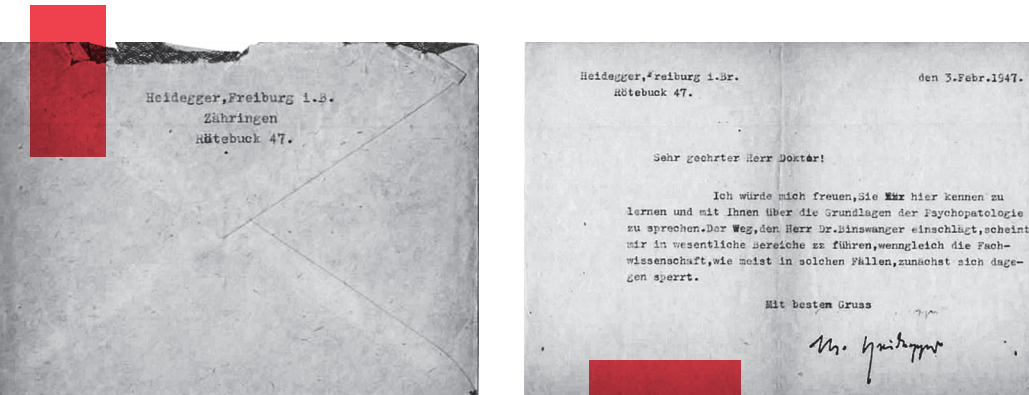 Heidegger,Freiburg i.B.
Zähringen
Rötebuck 47.
Heidegger,Freiburg i.Br.
den 3.Febr.1947.
Rötebuck 47.
Sehr geehrter Herr Doktor!
Ich würde mich freuen,Sie hier kennen zu
lernen und mit Ihnen über die Grundlagen der Psychopatologie
zu sprechen.Der Weg,den Herr Dr.Binswanger einschlägt,scheint
mir in wesentliche Bereiche zz führen,wenngleich die Fach-
wissenschaft,wie meist in solchen Fällen,zunächst sich dage-
gen sperrt.
Mit bestem Gruss
M. Heidegger